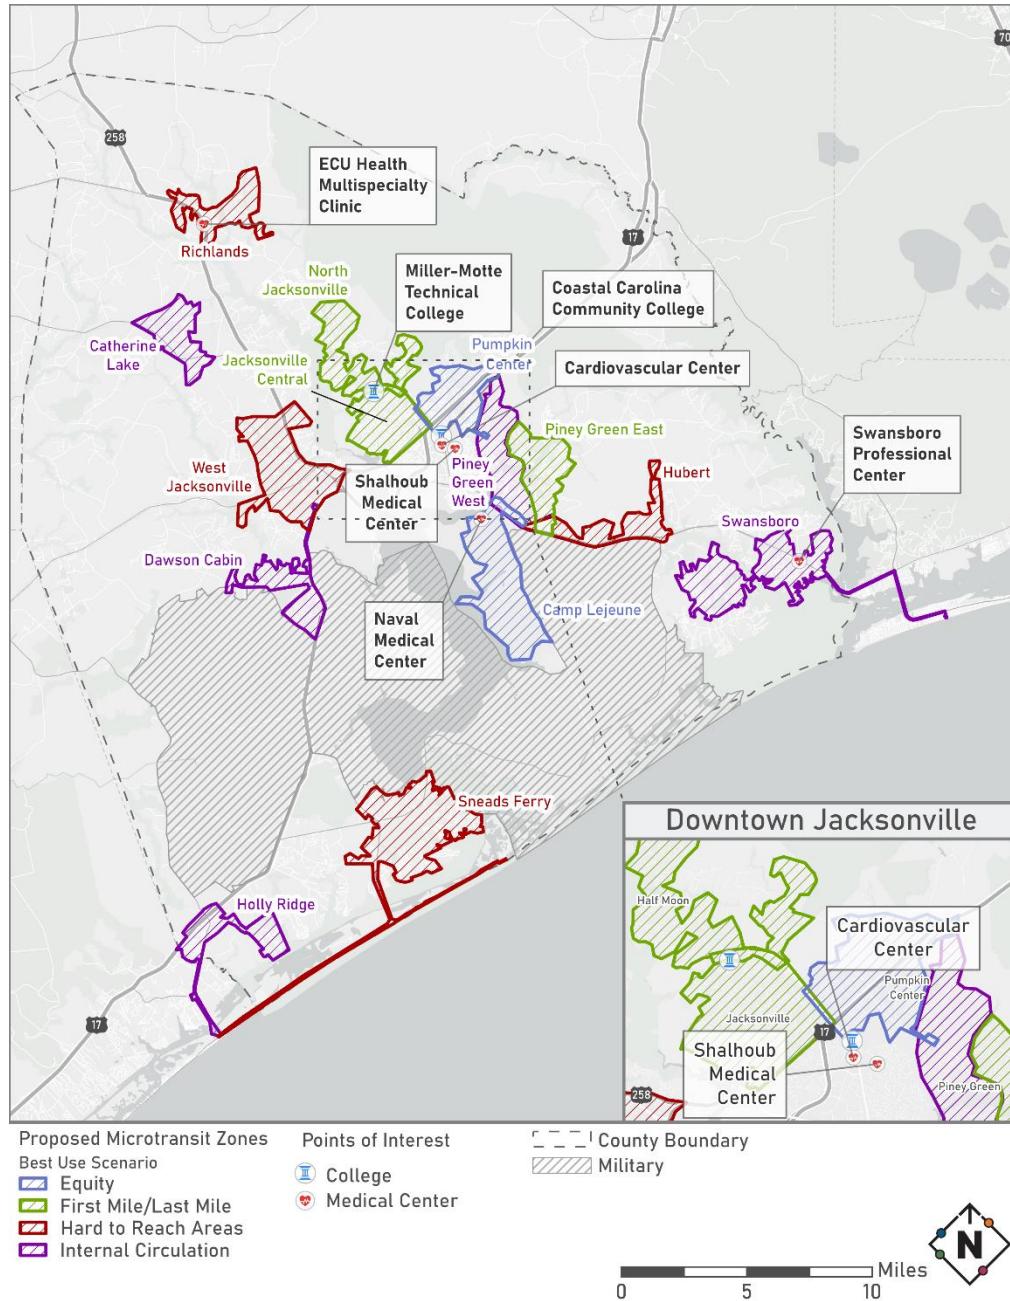 70
258
ECU Health
Multispecialty
Clinic
17
Richlands
North
Jacksonville
Miller-Motte
Technical
College
Coastal Carolina
Community College
Catherine
Lake
Jacksonville
Central
Pumpkin
Center
Cardiovascular Center
Piney Green East
Swansboro
Professional
Center
West
Jacksonville
Shalhoub
Medical
Center
Piney
Green
West
Hubert
Swansboro
Dawson Cabin
Naval
Medical
Center
Camp Lejeune
Sneads Ferry
Holly Ridge
17
Downtown Jacksonville
Half Moon
Cardiovascular
Center
Pumpkin
Center
Jacksonville
17
Shalhoub
Medical
Center
Piney Green
258
Proposed Microtransit Zones
Best Use Scenario
Equity
First Mile/Last Mile
Hard to Reach Areas
Internal Circulation
Points of Interest
College
Medical Center
County Boundary
Military
Miles
0 5 10
N